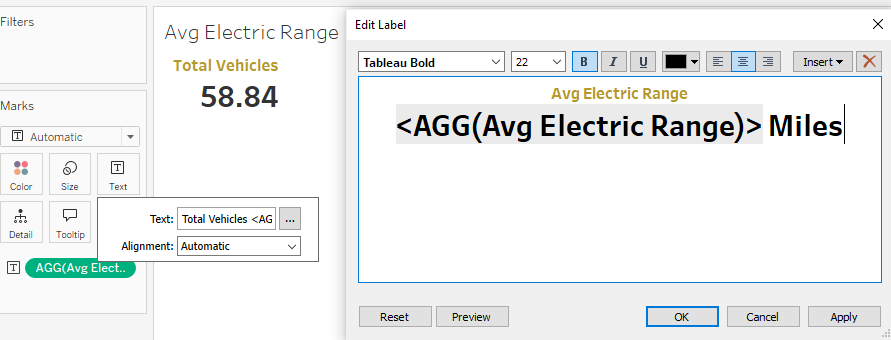 Filters
Marks
Automatic
Color
Size
Text
Detail
Tooltip
AGG(Avg Elect..
Avg Electric Range
Total Vehicles
58.84
Text: Total Vehicles <AG ...
Alignment: Automatic
Edit Label
Tableau Bold 22 B I U Insert
Avg Electric Range
<AGG(Avg Electric Range)> Miles
Reset Preview OK Cancel Apply